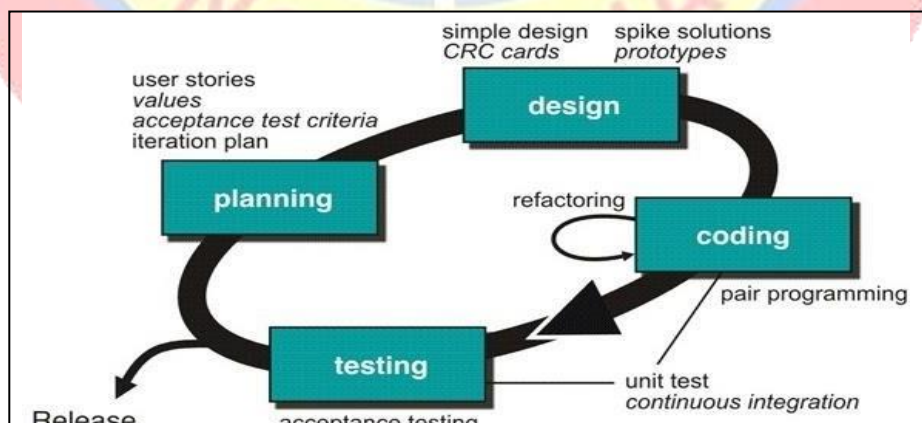 simple design
CRC cards
spike solutions
prototypes
user stories
values
acceptance test criteria
iteration plan
design
planning
refactoring
coding
pair programming
testing
unit test
continuous integration
Release
acceptance testing